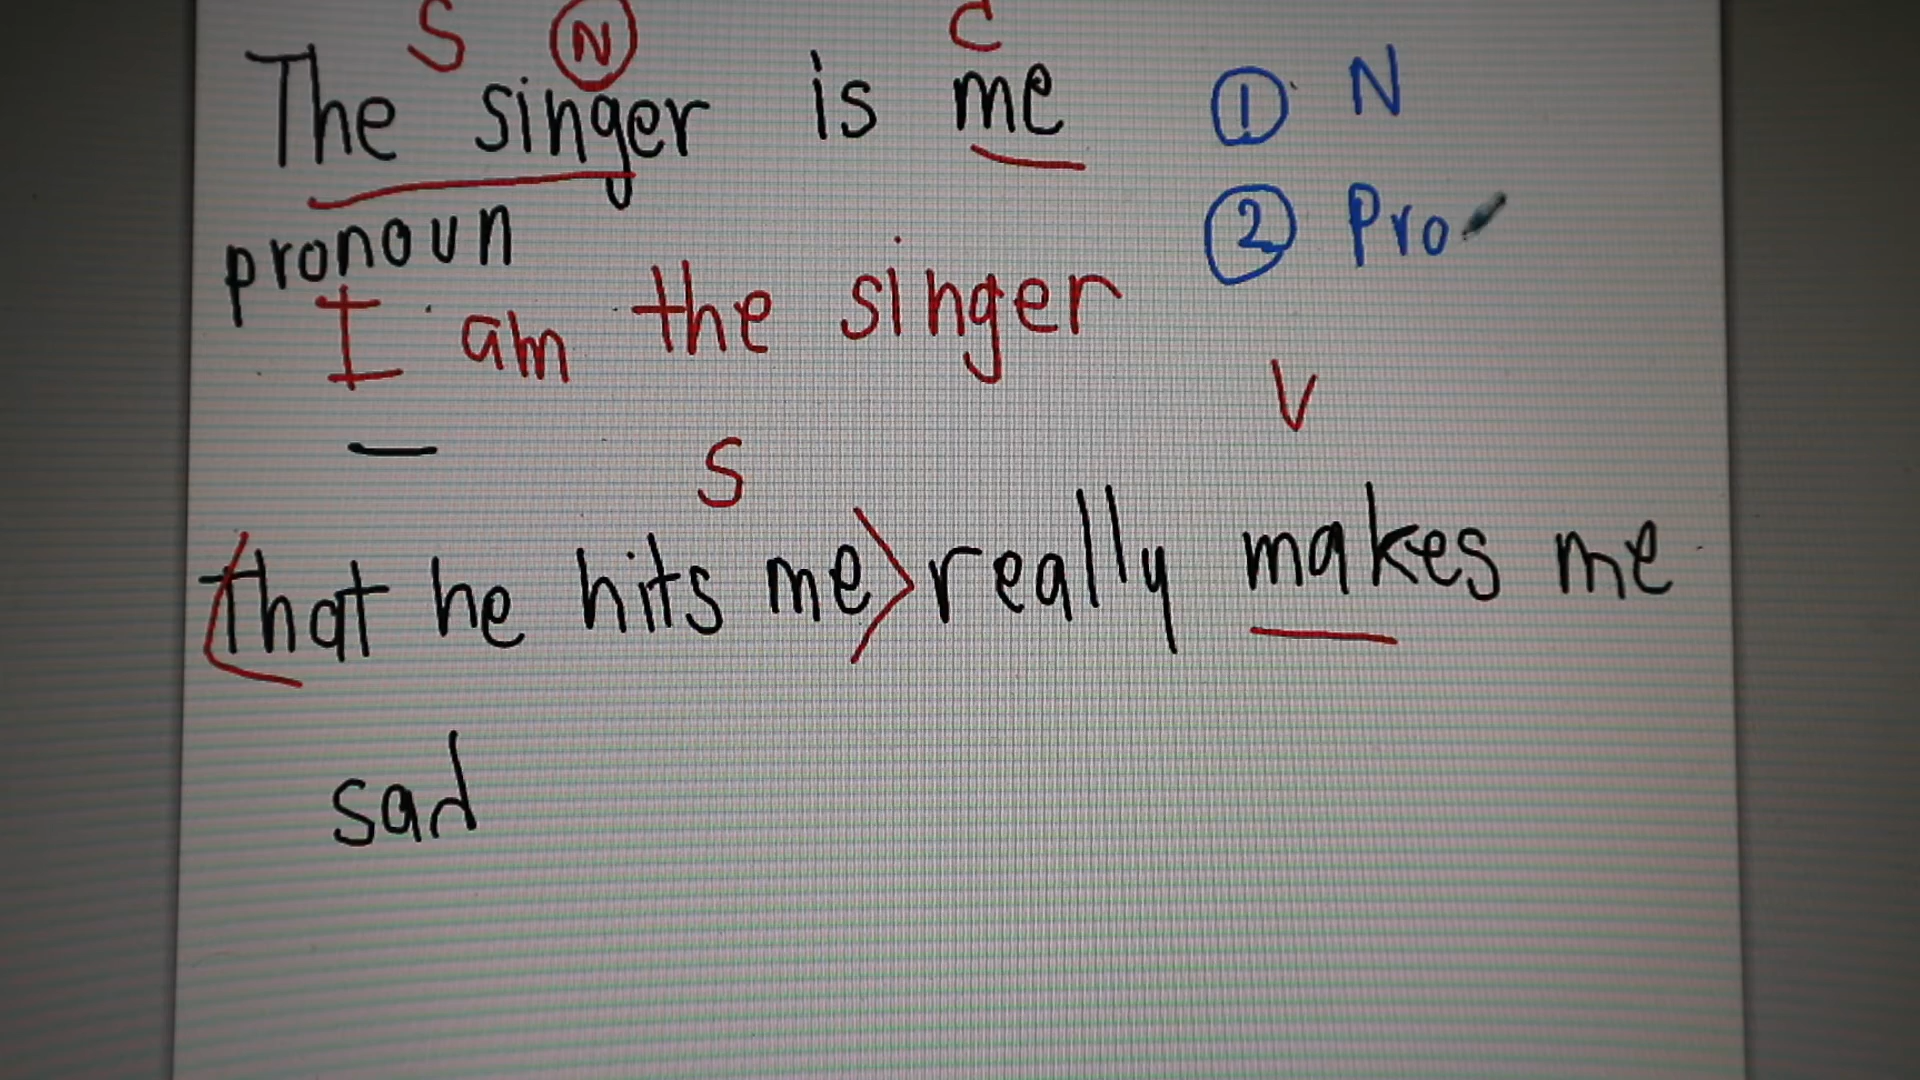 S N C
The singer is me ① N
pronoun ② Pro
I am the singer
V
S
that he hits me really makes me
sad